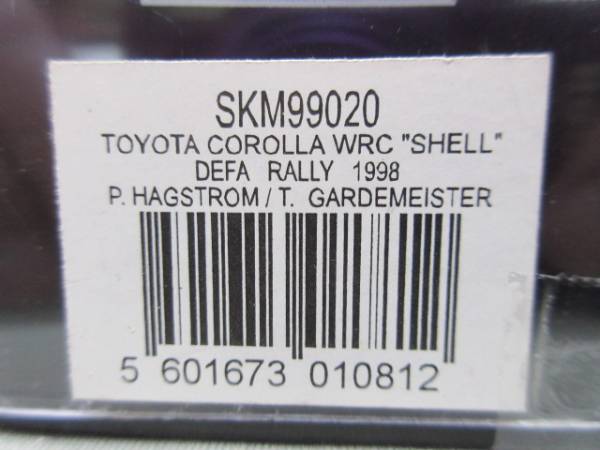 SKM99020
TOYOTA COROLLA WRC "SHELL"
DEFA RALLY 1998
P. HAGSTROM / T. GARDEMEISTER
5 601673 010812